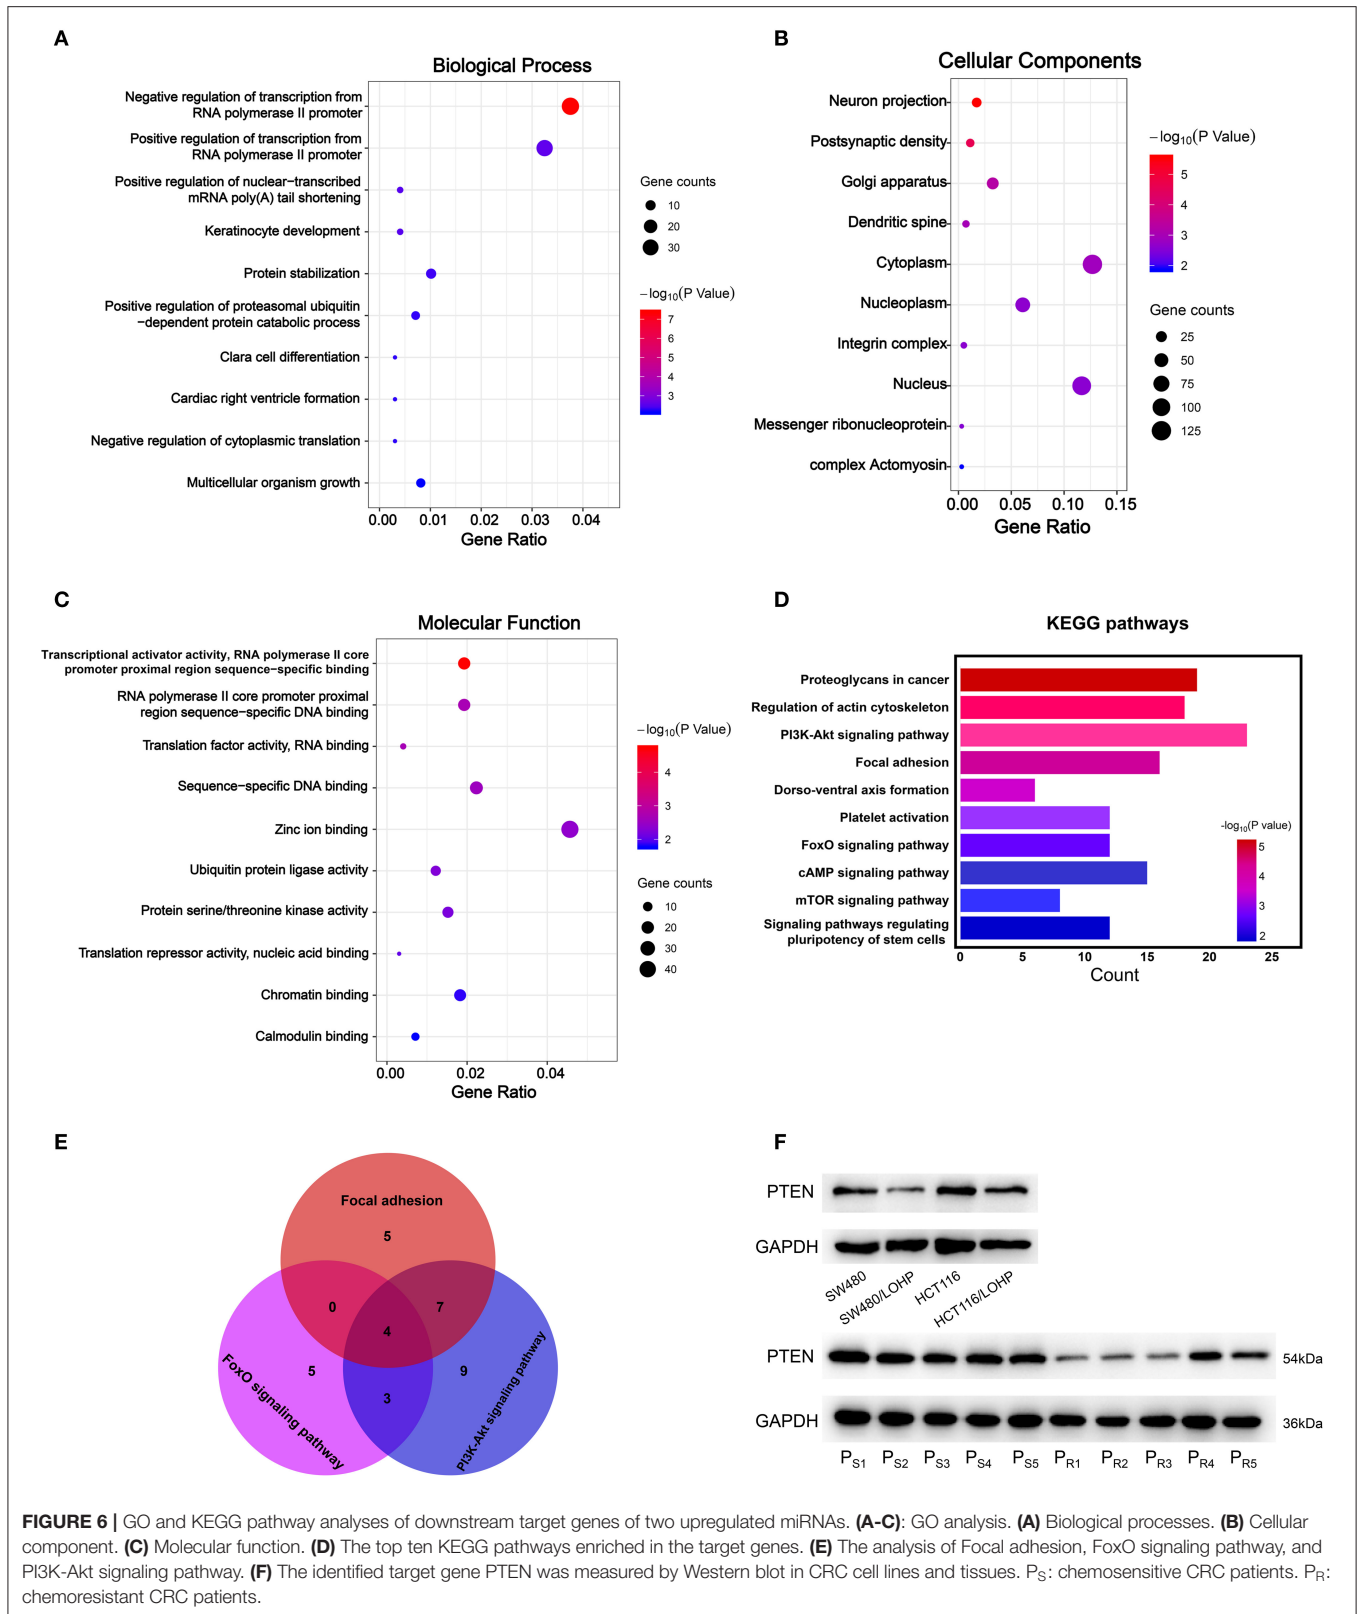 A
Biological Process
Negative regulation of transcription from
RNA polymerase II promoter
Positive regulation of transcription from
RNA polymerase II promoter
Positive regulation of nuclear−transcribed
mRNA poly(A) tail shortening
Keratinocyte development
Protein stabilization
Positive regulation of proteasomal ubiquitin
−dependent protein catabolic process
Clara cell differentiation
Cardiac right ventricle formation
Negative regulation of cytoplasmic translation
Multicellular organism growth
0.00 0.01 0.02 0.03 0.04
Gene Ratio
Gene counts
10
20
30
−log10(P Value)
7
6
5
4
3
B
Cellular Components
Neuron projection
Postsynaptic density
Golgi apparatus
Dendritic spine
Cytoplasm
Nucleoplasm
Integrin complex
Nucleus
Messenger ribonucleoprotein
complex Actomyosin
0.00 0.05 0.10 0.15
Gene Ratio
−log10(P Value)
5
4
3
2
Gene counts
25
50
75
100
125
C
Molecular Function
Transcriptional activator activity, RNA polymerase II core
promoter proximal region sequence−specific binding
RNA polymerase II core promoter proximal
region sequence−specific DNA binding
Translation factor activity, RNA binding
Sequence−specific DNA binding
Zinc ion binding
Ubiquitin protein ligase activity
Protein serine/threonine kinase activity
Translation repressor activity, nucleic acid binding
Chromatin binding
Calmodulin binding
0.00 0.02 0.04
Gene Ratio
−log10(P Value)
4
3
2
Gene counts
10
20
30
40
D
KEGG pathways
Proteoglycans in cancer
Regulation of actin cytoskeleton
PI3K-Akt signaling pathway
Focal adhesion
Dorso-ventral axis formation
Platelet activation
FoxO signaling pathway
cAMP signaling pathway
mTOR signaling pathway
Signaling pathways regulating
pluripotency of stem cells
0 5 10 15 20 25
Count
-log10(P value)
5
4
3
2
E
Focal adhesion
5
0
7
4
5
9
3
FoxO signaling pathway
PI3K-Akt signaling pathway
F
PTEN
GAPDH
SW480
SW480/LOHP
HCT116
HCT116/LOHP
PTEN
54kDa
GAPDH
36kDa
PS1 PS2 PS3 PS4 PS5 PR1 PR2 PR3 PR4 PR5
FIGURE 6 | GO and KEGG pathway analyses of downstream target genes of two upregulated miRNAs. (A-C): GO analysis. (A) Biological processes. (B) Cellular
component. (C) Molecular function. (D) The top ten KEGG pathways enriched in the target genes. (E) The analysis of Focal adhesion, FoxO signaling pathway, and
PI3K-Akt signaling pathway. (F) The identified target gene PTEN was measured by Western blot in CRC cell lines and tissues. PS: chemosensitive CRC patients. PR:
chemoresistant CRC patients.